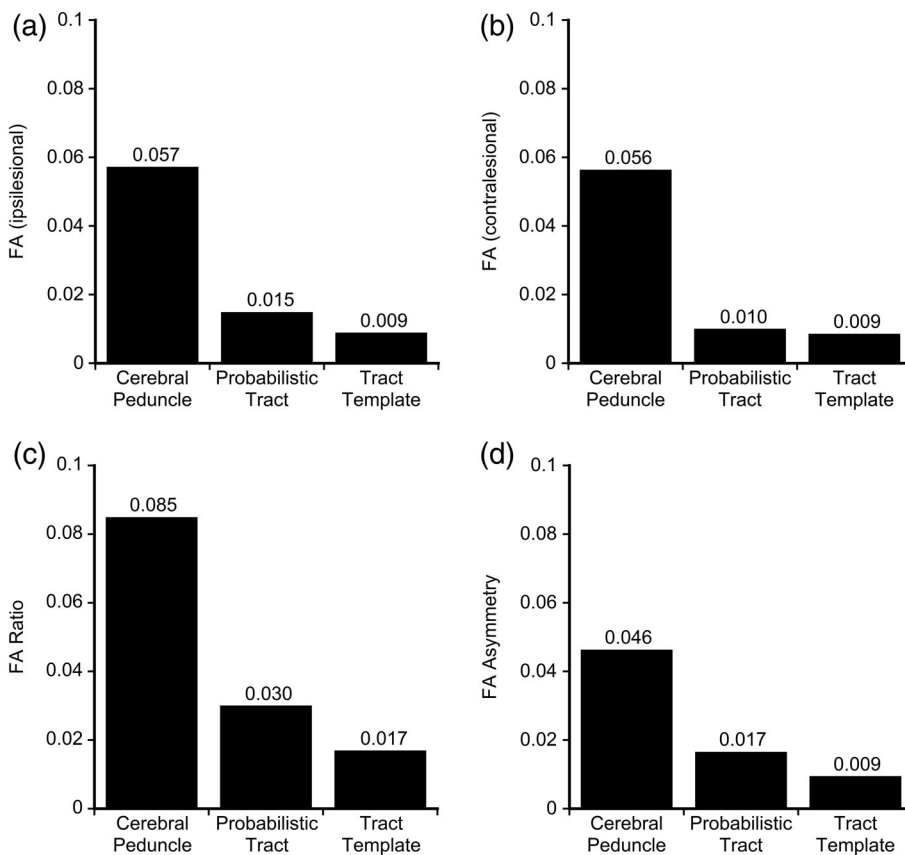 (a)
FA (ipsilesional)
0.1
0.08
0.06
0.04
0.02
0
0.057
0.015
0.009
Cerebral
Peduncle
Probabilistic
Tract
Tract
Template
(b)
FA (contralesional)
0.1
0.08
0.06
0.04
0.02
0
0.056
0.010
0.009
Cerebral
Peduncle
Probabilistic
Tract
Tract
Template
(c)
FA Ratio
0.1
0.08
0.06
0.04
0.02
0
0.085
0.030
0.017
Cerebral
Peduncle
Probabilistic
Tract
Tract
Template
(d)
FA Asymmetry
0.1
0.08
0.06
0.04
0.02
0
0.046
0.017
0.009
Cerebral
Peduncle
Probabilistic
Tract
Tract
Template